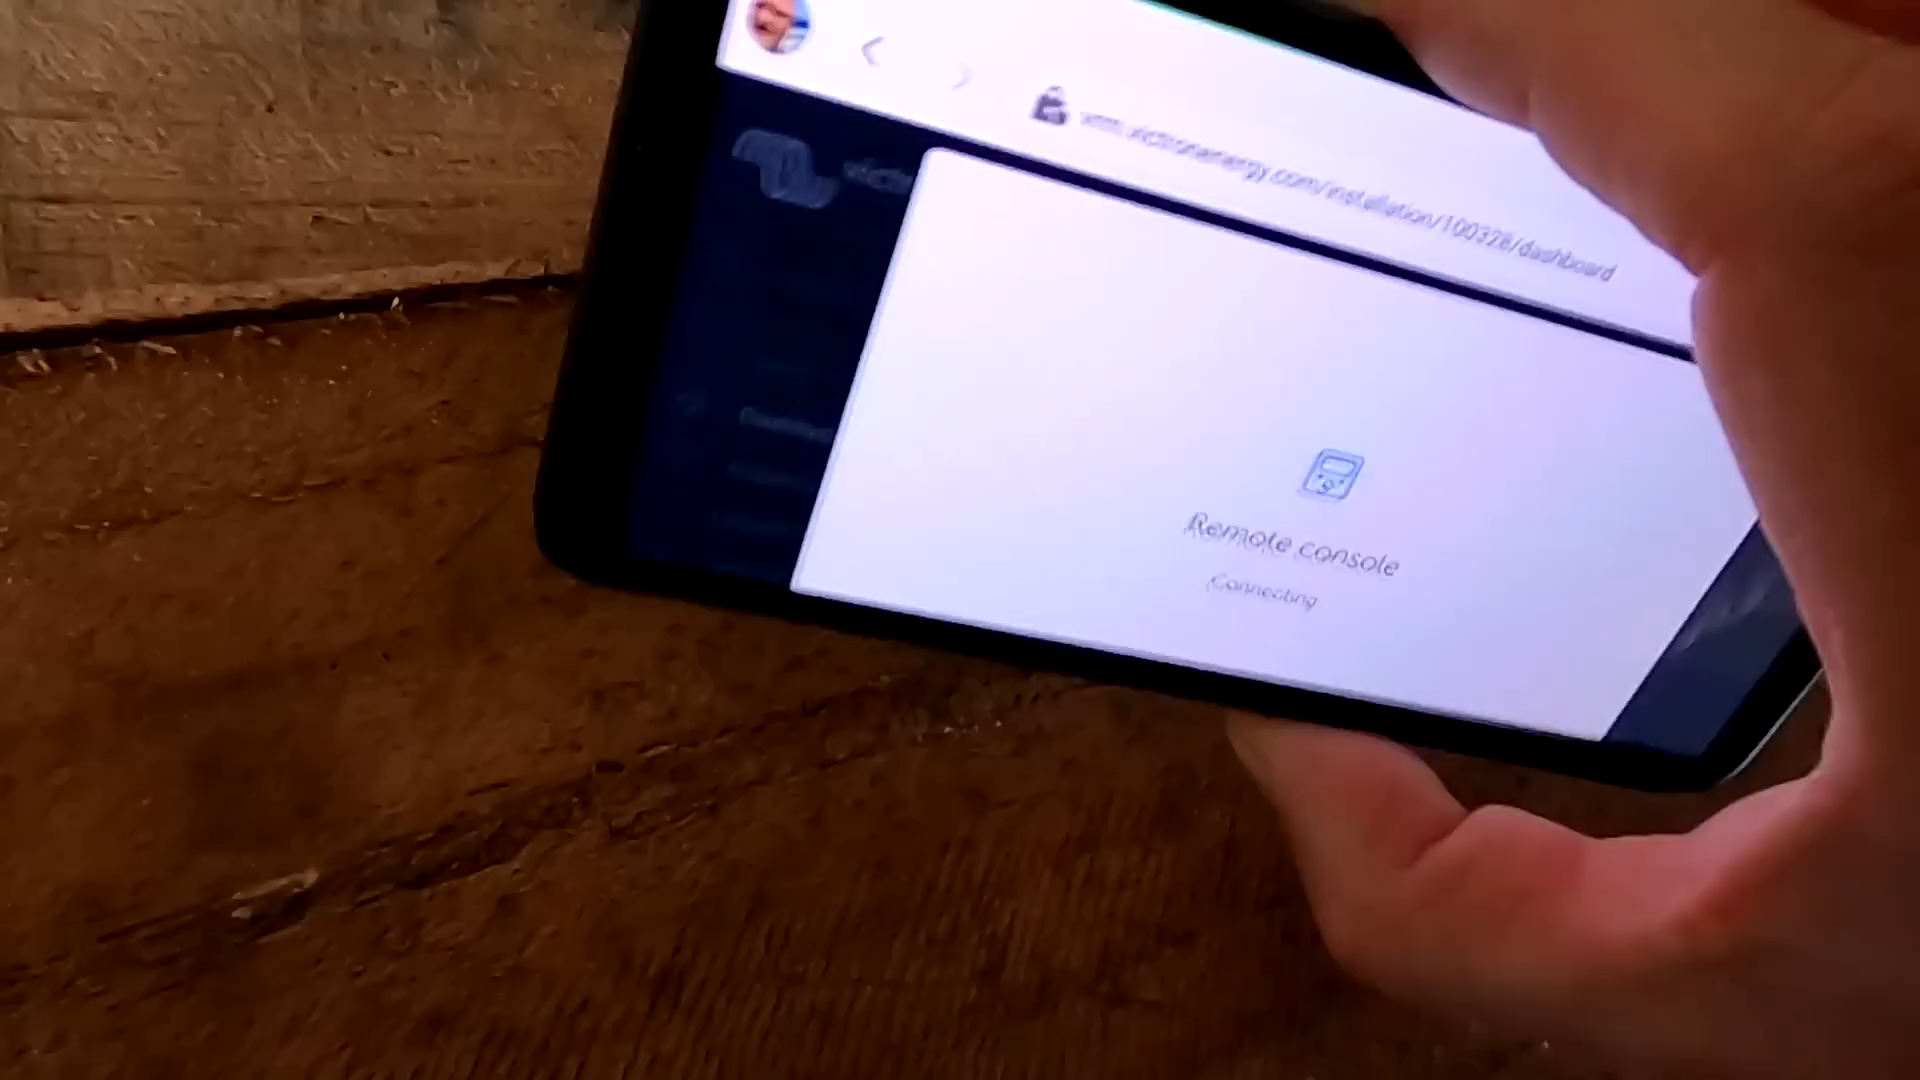 vrm.victronenergy.com/installation/100328/dashboard
Remote console
Connecting